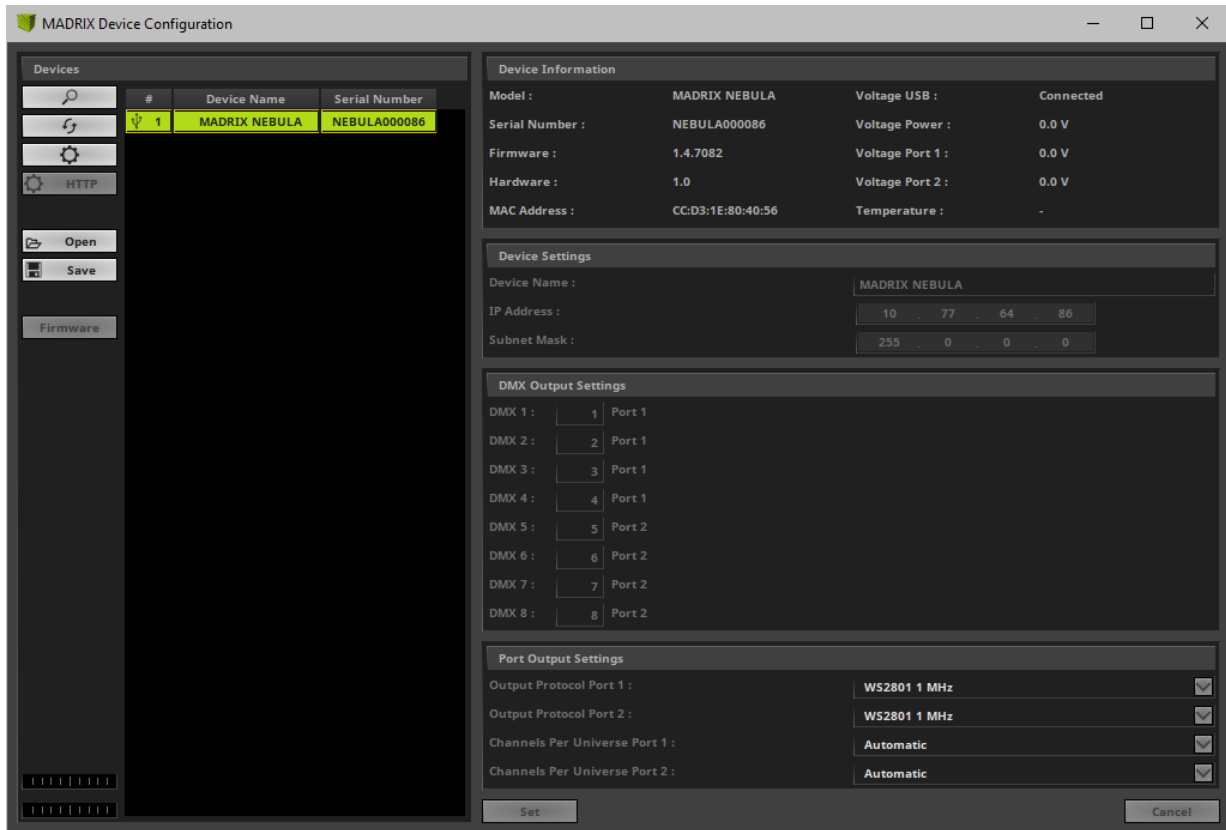 MADRIX Device Configuration
Devices
HTTP
Open
Save
Firmware
# Device Name Serial Number
1 MADRIX NEBULA NEBULA000086
Device Information
Model : MADRIX NEBULA Voltage USB : Connected
Serial Number : NEBULA000086 Voltage Power : 0.0 V
Firmware : 1.4.7082 Voltage Port 1 : 0.0 V
Hardware : 1.0 Voltage Port 2 : 0.0 V
MAC Address : CC:D3:1E:80:40:56 Temperature : -
Device Settings
Device Name : MADRIX NEBULA
IP Address : 10 . 77 . 64 . 86
Subnet Mask : 255 . 0 . 0 . 0
DMX Output Settings
DMX 1 : 1 Port 1
DMX 2 : 2 Port 1
DMX 3 : 3 Port 1
DMX 4 : 4 Port 1
DMX 5 : 5 Port 2
DMX 6 : 6 Port 2
DMX 7 : 7 Port 2
DMX 8 : 8 Port 2
Port Output Settings
Output Protocol Port 1 : WS2801 1 MHz
Output Protocol Port 2 : WS2801 1 MHz
Channels Per Universe Port 1 : Automatic
Channels Per Universe Port 2 : Automatic
Set Cancel